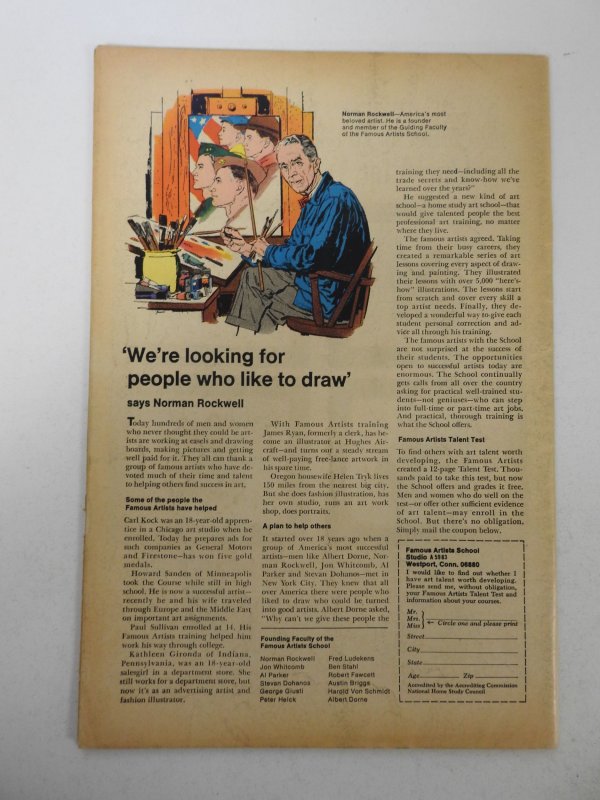 Norman Rockwell—America's most
beloved artist. He is a founder
and member of the Guiding Faculty
of the Famous Artists School.
'We're looking for
people who like to draw'
says Norman Rockwell
Today hundreds of men and women
who never thought they could be art-
ists are working at easels and drawing
boards, making pictures and getting
well paid for it. They all can thank a
group of famous artists who have de-
voted much of their time and talent
to helping others find success in art.
Some of the people the
Famous Artists have helped
Carl Kock was an 18-year-old appren-
tice in a Chicago art studio when he
enrolled. Today he prepares ads for
such companies as General Motors
and Firestone—has won five gold
medals.
Harold Sanden of Minneapolis
took the Course while still in high
school. He is now a successful artist—
recently he and his wife traveled
through Europe and the Middle East
on important art assignments.
Paul Sullivan enrolled at 14. His
Famous Artists training helped him
work his way through college.
Kathleen Gironda of Indiana,
Pennsylvania, was an 18-year-old
salesgirl in a department store. She
still works for a department store, but
now it's as an advertising artist and
fashion illustrator.
With Famous Artists training
James Ryan, formerly a clerk, has be-
come an illustrator at Hughes Air-
craft—and turns out a steady stream
of well-paying free-lance artwork in
his spare time.
Oregon housewife Helen Tryk lives
150 miles from the nearest big city.
But she does fashion illustration, has
her own studio, runs an art work
shop, does portraits.
A plan to help others
It started over 18 years ago when a
group of America's most successful
artists—men like Albert Dorne, Nor-
man Rockwell, Jon Whitcomb, Al
Parker and Stevan Dohanos—met in
New York City. They knew that all
over America there were people who
liked to draw who could be turned
into good artists. Albert Dorne asked,
"Why can't we give these people the
Founding Faculty of the
Famous Artists School
Norman Rockwell
Jon Whitcomb
Al Parker
Stevan Dohanos
George Giusti
Peter Helck
Fred Ludekens
Ben Stahl
Robert Fawcett
Austin Briggs
Harold Von Schmidt
Albert Dorne
training they need—including all the
trade secrets and know-how we've
learned over the years?"
He suggested a new kind of art
school—a home study art school—that
would give talented people the best
professional art training, no matter
where they live.
The famous artists agreed. Taking
time from their busy careers, they
created a remarkable series of art
lessons covering every aspect of draw-
ing and painting. They illustrated
their lessons with over 5,000 "here's-
how" illustrations. The lessons start
from scratch and cover every skill a
top artist needs. Finally, they de-
veloped a wonderful way to give each
student personal correction and ad-
vice all through his training.
The famous artists with the School
are not surprised at the success of
their students. The opportunities
open to successful artists today are
enormous. The School continually
gets calls from all over the country
asking for practical well-trained stu-
dents—not geniuses—who can step
into full-time or part-time art jobs.
And practical, thorough training is
what the School offers.
Famous Artists Talent Test
To find others with art talent worth
developing, the Famous Artists
created a 12-page Talent Test. Thou-
sands paid to take this test, but now
the School offers and grades it free.
Men and women who do well on the
test—or offer other sufficient evidence
of art talent—may enroll in the
School. But there's no obligation.
Simply mail the coupon below.
Famous Artists School
Studio A 5983
Westport, Conn. 06880
I would like to find out whether I
have art talent worth developing.
Please send me, without obligation,
your Famous Artists Talent Test and
information about your courses.
Mr.
Mrs.
Miss Circle one and please print
Street
City
State
Age Zip
Accredited by the Accrediting Commission
National Home Study Council